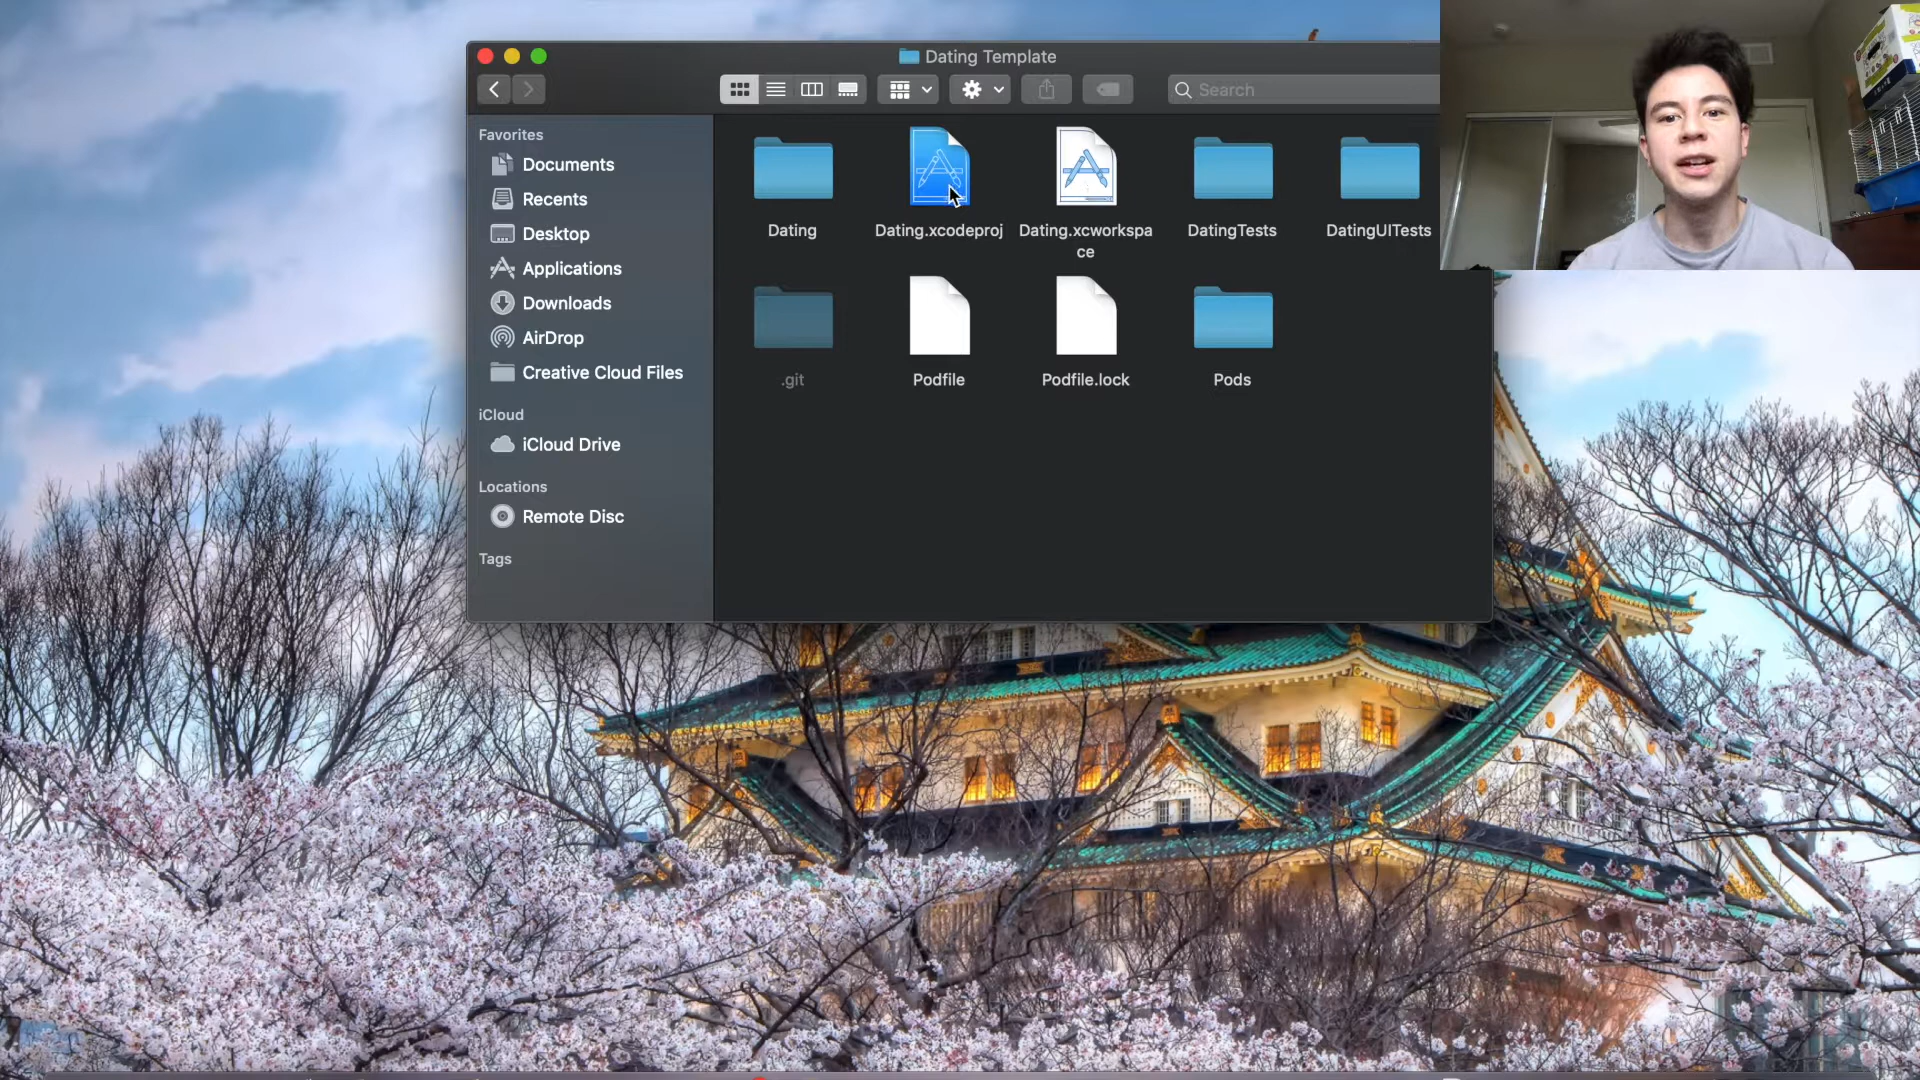 Dating Template
Search
Favorites
Documents
Recents
Desktop
Applications
Downloads
AirDrop
Creative Cloud Files
iCloud
iCloud Drive
Locations
Remote Disc
Tags
Dating
Dating.xcodeproj
Dating.xcworkspa
ce
DatingTests
DatingUITests
.git
Podfile
Podfile.lock
Pods